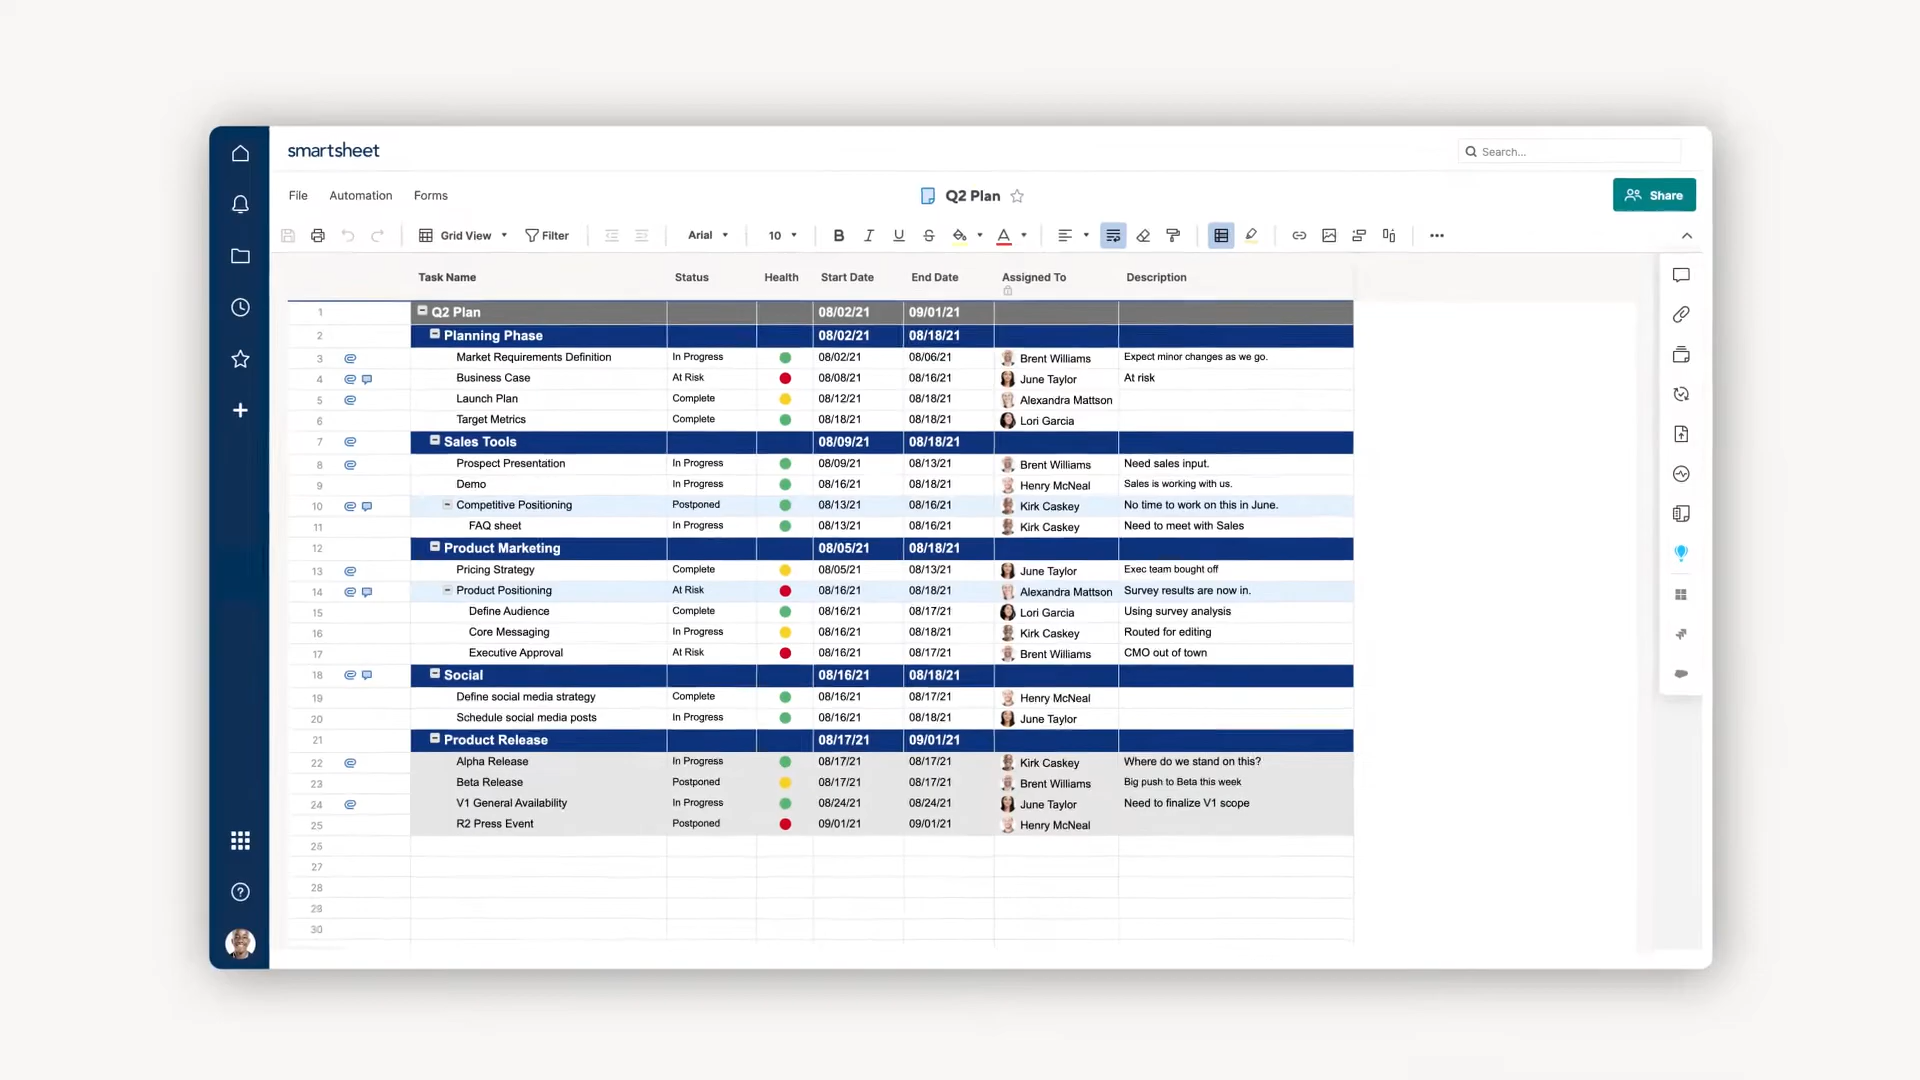 smartsheet
Search...
File Automation Forms
Q2 Plan
Share
Grid View Filter Arial 10 B I U S A
Task Name Status Health Start Date End Date Assigned To Description
1 Q2 Plan 08/02/21 09/01/21
2 Planning Phase 08/02/21 08/18/21
3 Market Requirements Definition In Progress 08/02/21 08/06/21 Brent Williams Expect minor changes as we go.
4 Business Case At Risk 08/08/21 08/16/21 June Taylor At risk
5 Launch Plan Complete 08/12/21 08/18/21 Alexandra Mattson
6 Target Metrics Complete 08/18/21 08/18/21 Lori Garcia
7 Sales Tools 08/09/21 08/18/21
8 Prospect Presentation In Progress 08/09/21 08/13/21 Brent Williams Need sales input.
9 Demo In Progress 08/16/21 08/18/21 Henry McNeal Sales is working with us.
10 Competitive Positioning Postponed 08/13/21 08/16/21 Kirk Caskey No time to work on this in June.
11 FAQ sheet In Progress 08/13/21 08/16/21 Kirk Caskey Need to meet with Sales
12 Product Marketing 08/05/21 08/18/21
13 Pricing Strategy Complete 08/05/21 08/13/21 June Taylor Exec team bought off
14 Product Positioning At Risk 08/16/21 08/18/21 Alexandra Mattson Survey results are now in.
15 Define Audience Complete 08/16/21 08/17/21 Lori Garcia Using survey analysis
16 Core Messaging In Progress 08/16/21 08/18/21 Kirk Caskey Routed for editing
17 Executive Approval At Risk 08/16/21 08/17/21 Brent Williams CMO out of town
18 Social 08/16/21 08/18/21
19 Define social media strategy Complete 08/16/21 08/17/21 Henry McNeal
20 Schedule social media posts In Progress 08/16/21 08/18/21 June Taylor
21 Product Release 08/17/21 09/01/21
22 Alpha Release In Progress 08/17/21 08/17/21 Kirk Caskey Where do we stand on this?
23 Beta Release Postponed 08/17/21 08/17/21 Brent Williams Big push to Beta this week
24 V1 General Availability In Progress 08/24/21 08/24/21 June Taylor Need to finalize V1 scope
25 R2 Press Event Postponed 09/01/21 09/01/21 Henry McNeal
26
27
28
29
30